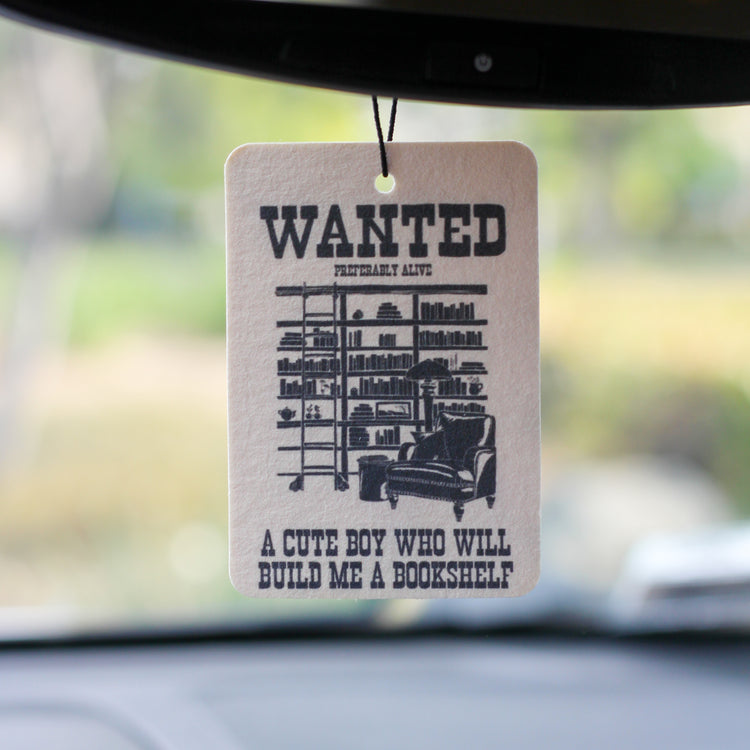 WANTED
PREFERABLY ALIVE
A CUTE BOY WHO WILL
BUILD ME A BOOKSHELF